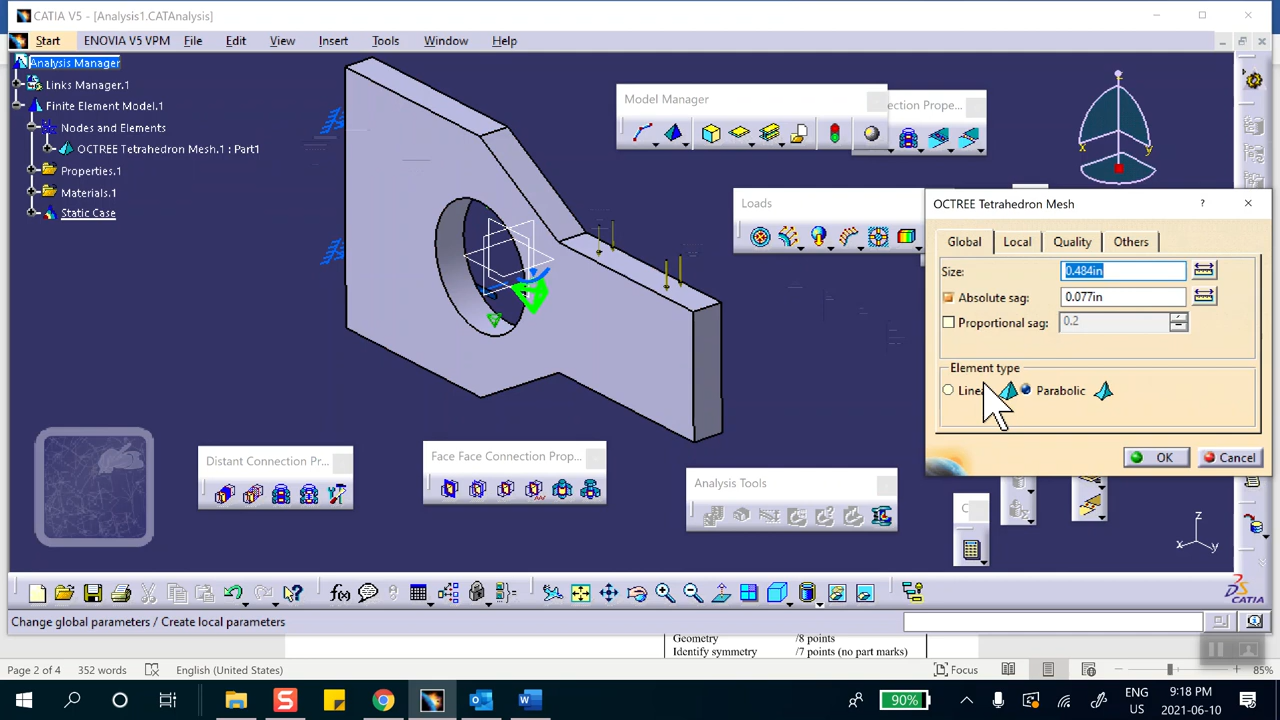 CATIA V5 - [Analysis1.CATAnalysis]
Start
ENOVIA V5 VPM
File
Edit
View
Insert
Tools
Window
Help
Analysis Manager
Links Manager.1
Finite Element Model.1
Nodes and Elements
OCTREE Tetrahedron Mesh.1 : Part1
Properties.1
Materials.1
Static Case
Model Manager
ection Prope...
Loads
x
y
OCTREE Tetrahedron Mesh
?
Global
Local
Quality
Others
Size:
0.484in
Absolute sag:
0.077in
Proportional sag:
0.2
Element type
Linea
Parabolic
OK
Cancel
Distant Connection Pr...
Face Face Connection Prop...
Analysis Tools
C
z
x
y
f(x)
CATIA
Change global parameters / Create local parameters
Geometry /8 points
Identify symmetry /7 points (no part marks)
Page 2 of 4
352 words
English (United States)
Focus
85%
90%
ENG
CMS
9:18 PM
2021-06-10